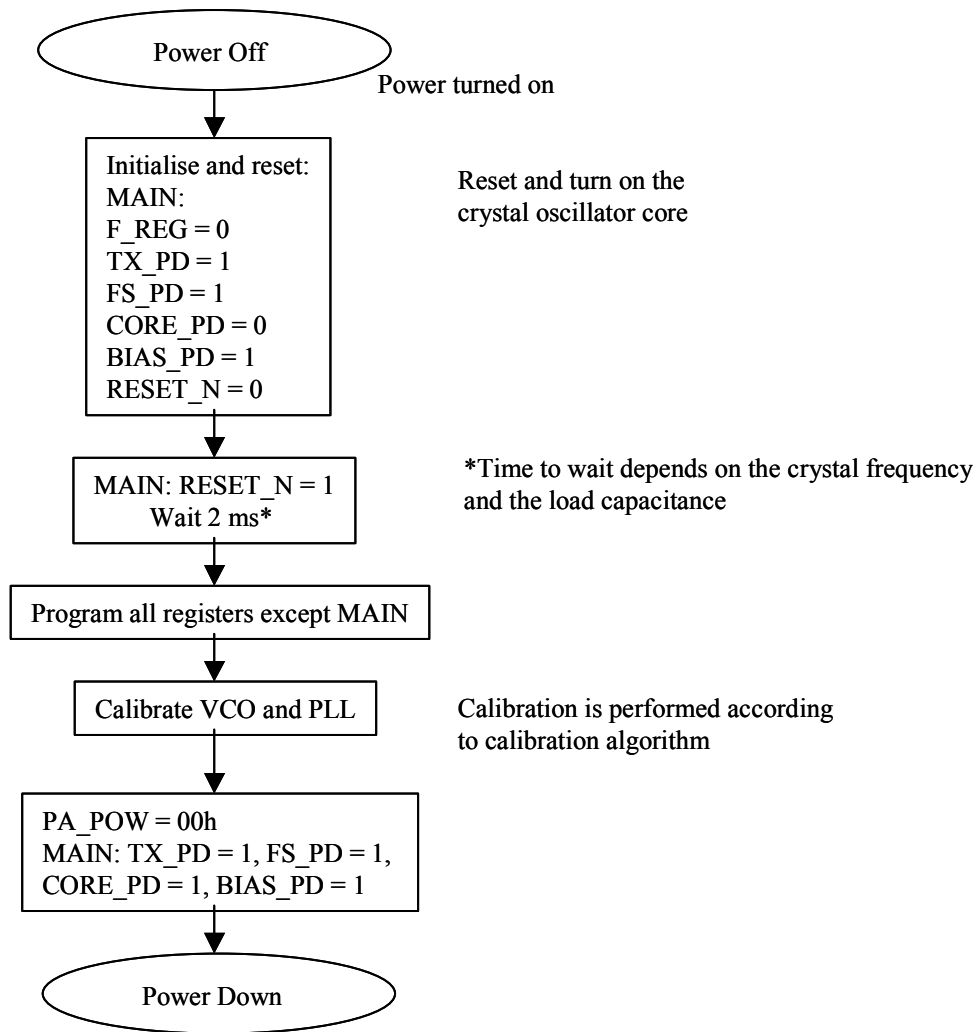 Power Off
Power turned on
Initialise and reset:
MAIN:
F_REG = 0
TX_PD = 1
FS_PD = 1
CORE_PD = 0
BIAS_PD = 1
RESET_N = 0
Reset and turn on the
crystal oscillator core
MAIN: RESET_N = 1
Wait 2 ms*
*Time to wait depends on the crystal frequency
and the load capacitance
Program all registers except MAIN
Calibrate VCO and PLL
Calibration is performed according
to calibration algorithm
PA_POW = 00h
MAIN: TX_PD = 1, FS_PD = 1,
CORE_PD = 1, BIAS_PD = 1
Power Down